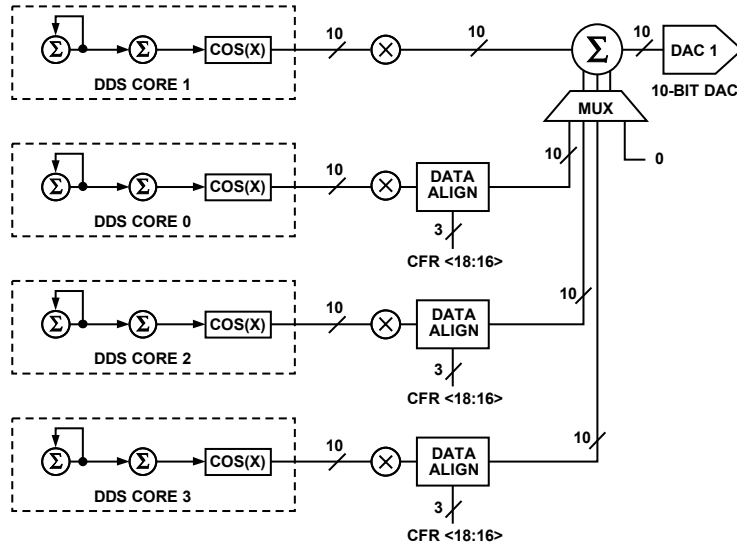 Σ Σ COS(X) 10 × 10 Σ 10 DAC 1
DDS CORE 1
10-BIT DAC
MUX
10 0
Σ Σ COS(X) 10 × DATA ALIGN
DDS CORE 0
3
CFR <18:16>
10
Σ Σ COS(X) 10 × DATA ALIGN
DDS CORE 2
3
CFR <18:16>
10
Σ Σ COS(X) 10 × DATA ALIGN
DDS CORE 3
3
CFR <18:16>